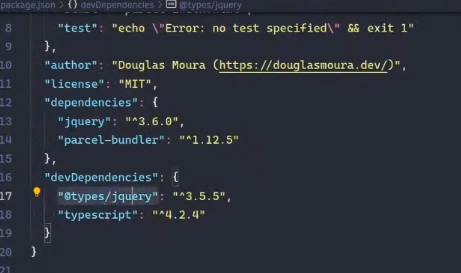 package.json > {} devDependencies > @types/jquery
8 "test": "echo \"Error: no test specified\" && exit 1"
9 },
10 "author": "Douglas Moura (https://douglasmoura.dev/)",
11 "license": "MIT",
12 "dependencies": {
13 "jquery": "^3.6.0",
14 "parcel-bundler": "^1.12.5"
15 },
16 "devDependencies": {
17 "@types/jquery": "^3.5.5",
18 "typescript": "^4.2.4"
19 }
20 }
21